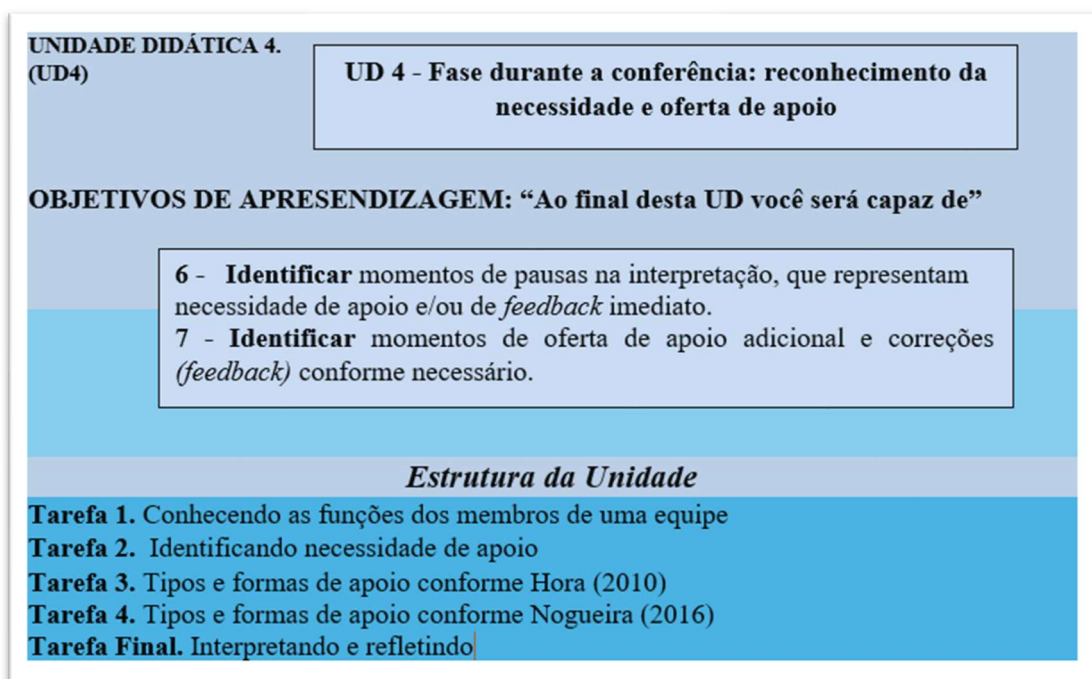 UNIDADE DIDÁTICA 4.
(UD4)
UD 4 - Fase durante a conferência: reconhecimento da
necessidade e oferta de apoio
OBJETIVOS DE APRESENDIZAGEM: “Ao final desta UD você será capaz de”
6 - Identificar momentos de pausas na interpretação, que representam
necessidade de apoio e/ou de feedback imediato.
7 - Identificar momentos de oferta de apoio adicional e correções
(feedback) conforme necessário.
Estrutura da Unidade
Tarefa 1. Conhecendo as funções dos membros de uma equipe
Tarefa 2. Identificando necessidade de apoio
Tarefa 3. Tipos e formas de apoio conforme Hora (2010)
Tarefa 4. Tipos e formas de apoio conforme Nogueira (2016)
Tarefa Final. Interpretando e refletindo